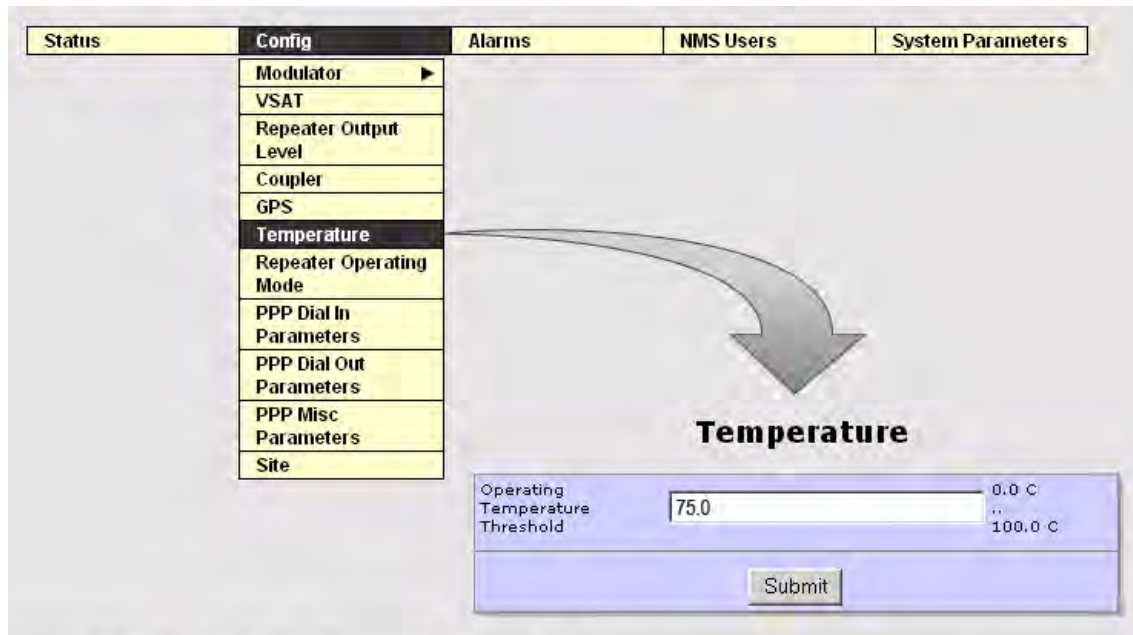 Status Config Alarms NMS Users System Parameters
Modulator
VSAT
Repeater Output
Level
Coupler
GPS
Temperature
Repeater Operating
Mode
PPP Dial In
Parameters
PPP Dial Out
Parameters
PPP Misc
Parameters
Site
Temperature
Operating
Temperature
Threshold
75.0
0.0 C
..
100.0 C
Submit